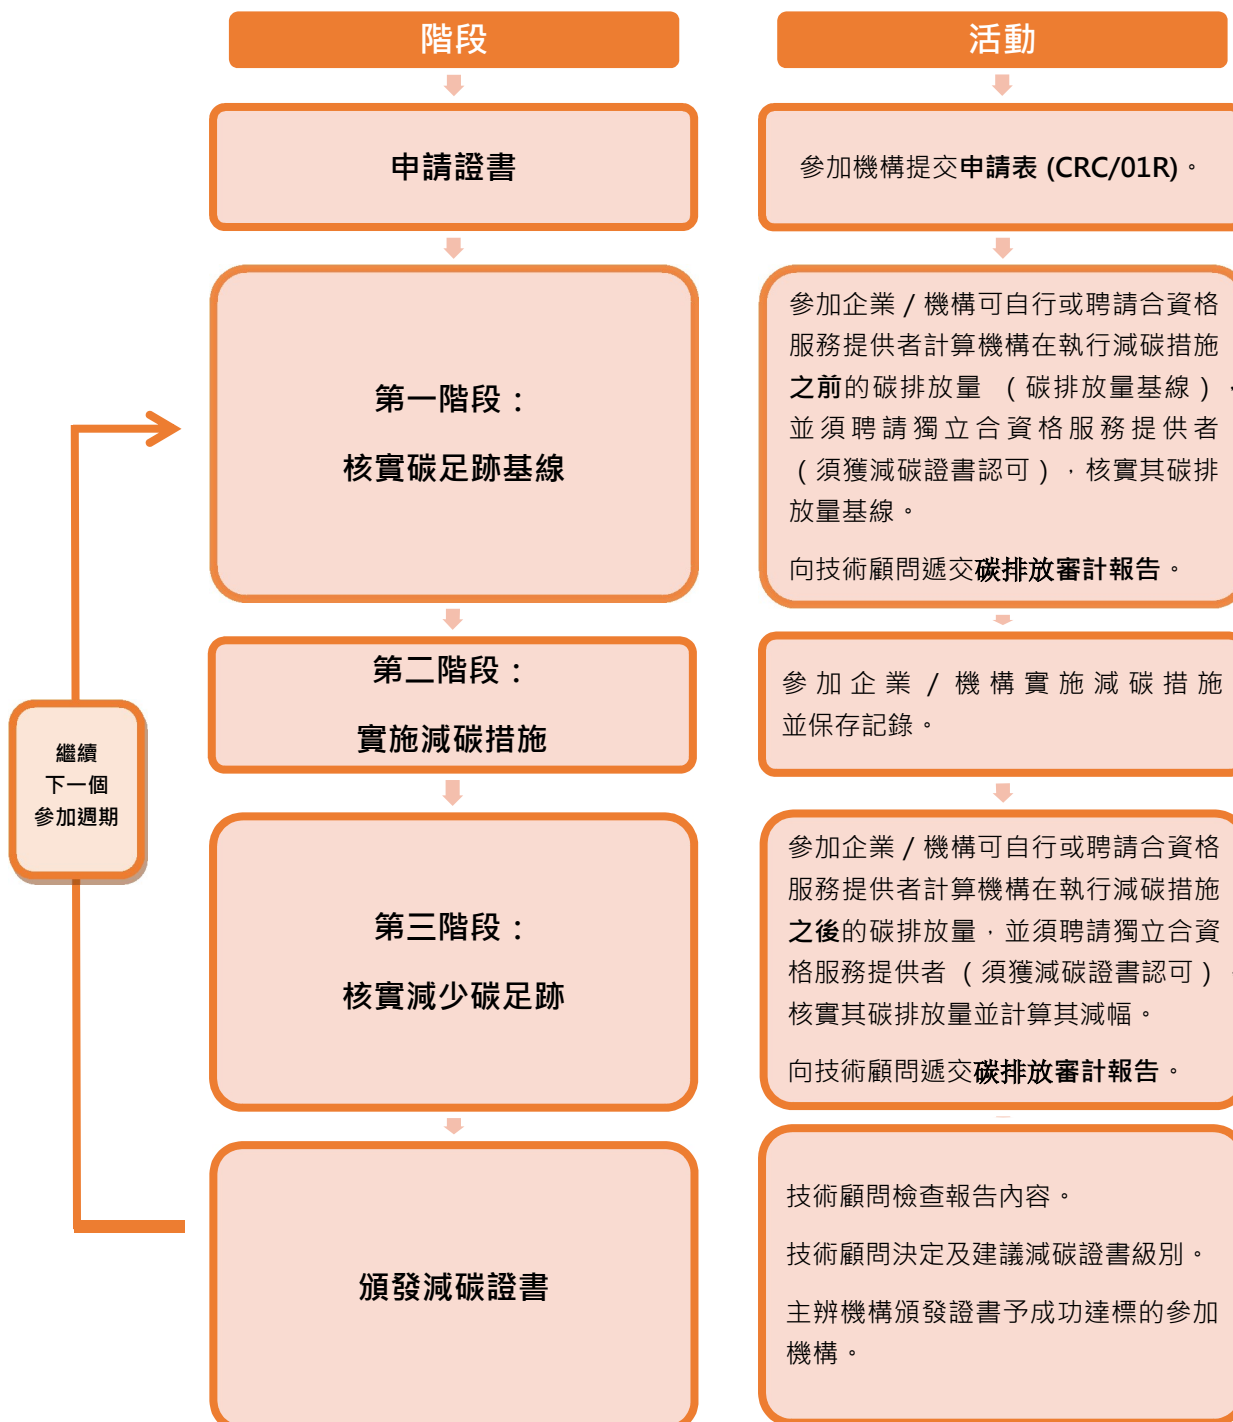 階段
活動
申請證書
參加機構提交申請表 (CRC/01R)。
第一階段：
核實碳足跡基線
參加企業 / 機構可自行或聘請合資格
服務提供者計算機構在執行減碳措施
之前的碳排放量 （碳排放量基線），
並須聘請獨立合資格服務提供者
（須獲減碳證書認可），核實其碳排
放量基線。
向技術顧問遞交碳排放審計報告。
第二階段：
實施減碳措施
參加企業 / 機構實施減碳措施
並保存記錄。
繼續
下一個
參加週期
第三階段：
核實減少碳足跡
參加企業 / 機構可自行或聘請合資格
服務提供者計算機構在執行減碳措施
之後的碳排放量，並須聘請獨立合資
格服務提供者 （須獲減碳證書認可），
核實其碳排放量並計算其減幅。
向技術顧問遞交碳排放審計報告。
頒發減碳證書
技術顧問檢查報告內容。
技術顧問決定及建議減碳證書級別。
主辨機構頒發證書予成功達標的參加
機構。